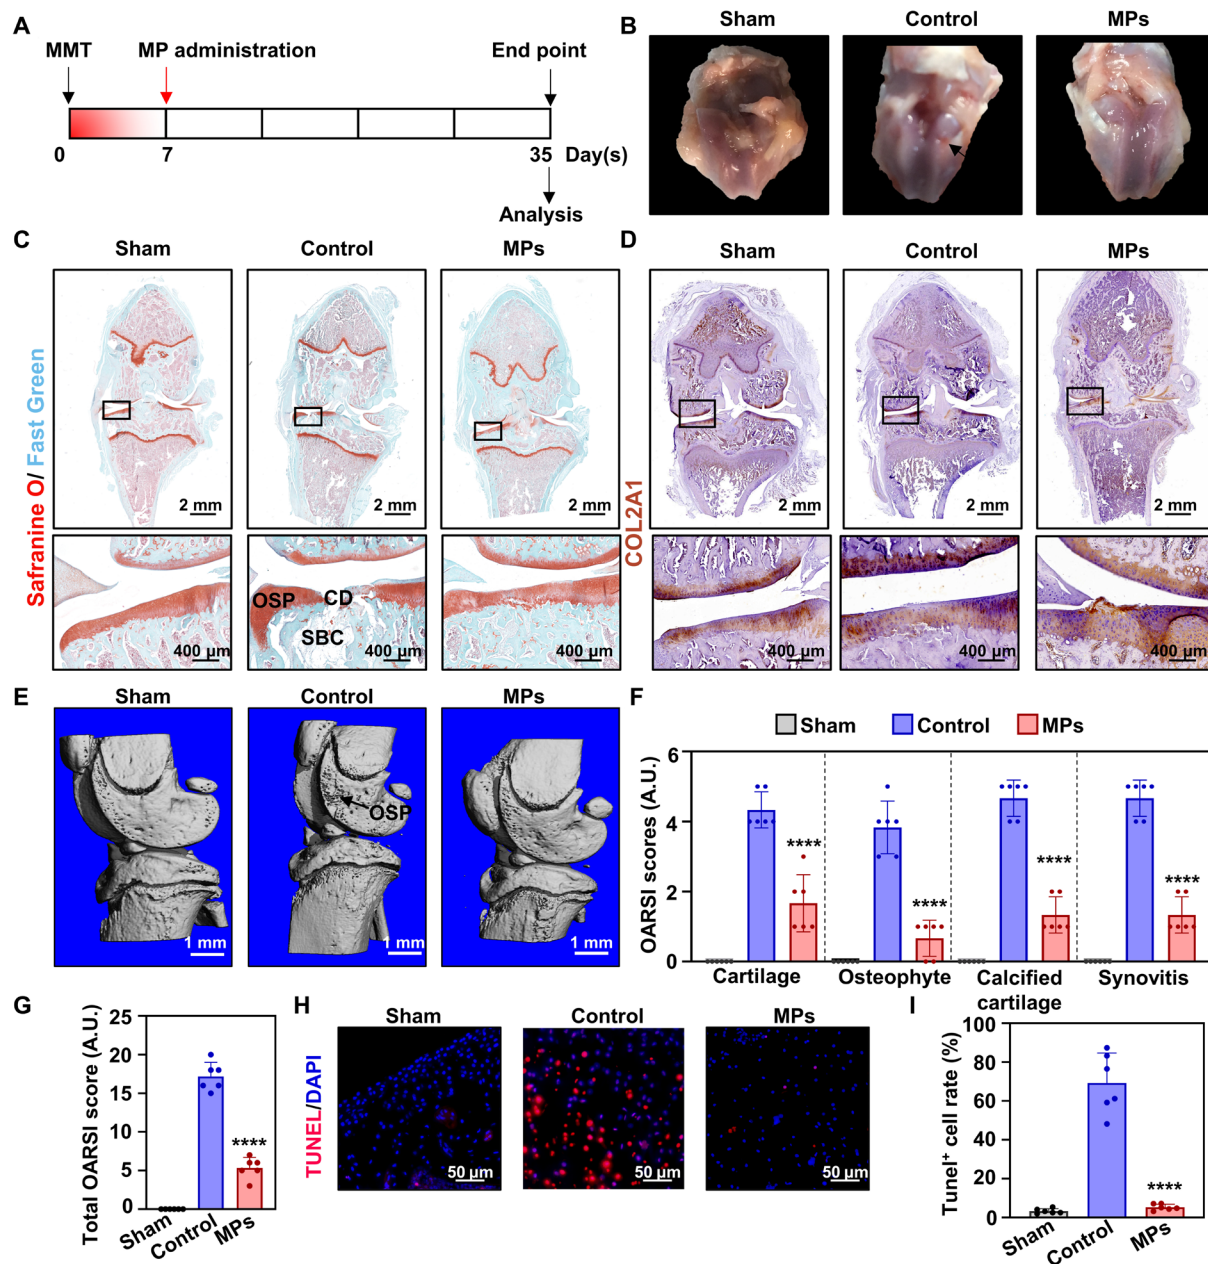 A
MMT
MP administration
End point
0
7
35
Day(s)
Analysis
B
Sham
Control
MPs
C
Sham
Control
MPs
Safranine O/ Fast Green
2 mm
2 mm
2 mm
OSP
CD
SBC
400 µm
400 µm
400 µm
D
Sham
Control
MPs
COL2A1
2 mm
2 mm
2 mm
400 µm
400 µm
400 µm
E
Sham
Control
MPs
OSP
1 mm
1 mm
1 mm
F
Sham
Control
MPs
OARSI scores (A.U.)
6
4
2
0
****
****
****
****
Cartilage
Osteophyte
Calcified
cartilage
Synovitis
G
Total OARSI score (A.U.)
25
20
15
10
5
0
****
Sham
Control
MPs
H
Sham
Control
MPs
TUNEL/DAPI
50 µm
50 µm
50 µm
I
Tunel⁺ cell rate (%)
100
80
60
40
20
0
****
Sham
Control
MPs